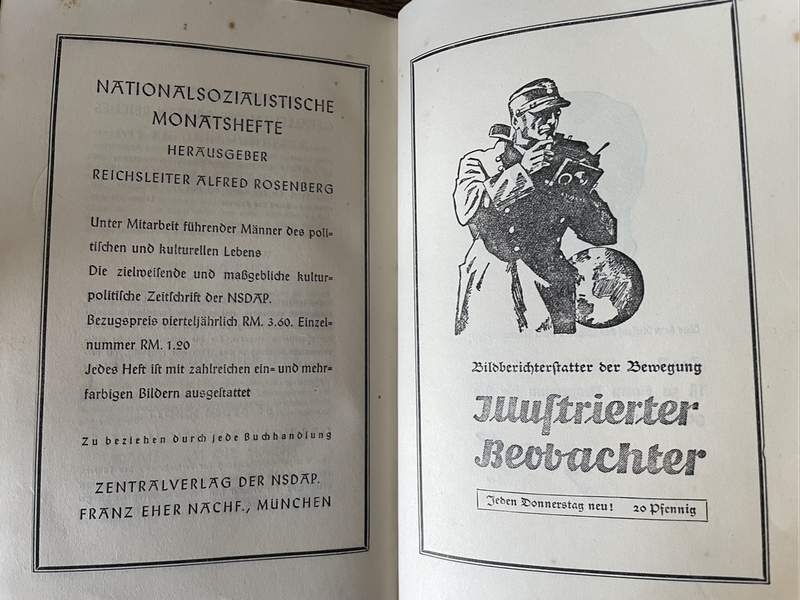 NATIONALSOZIALISTISCHE
MONATSHEFTE
HERAUSGEBER
REICHSLEITER ALFRED ROSENBERG
Unter Mitarbeit führender Männer des poli=
tiſchen und kulturellen Lebens
Die zielweiſende und maßgebliche kultur=
politiſche Zeitſchrift der NSDAP.
Bezugspreis vierteljährlich RM. 3.60. Einzel=
nummer RM. 1.20
Jedes Heft iſt mit zahlreichen ein= und mehr=
farbigen Bildern ausgeſtattet
Zu beziehen durch jede Buchhandlung
ZENTRALVERLAG DER NSDAP.
FRANZ EHER NACHF., MÜNCHEN
Bildberichterſtatter der Bewegung
Illuſtrierter
Beobachter
Jeden Donnerstag neu! 20 Pfennig